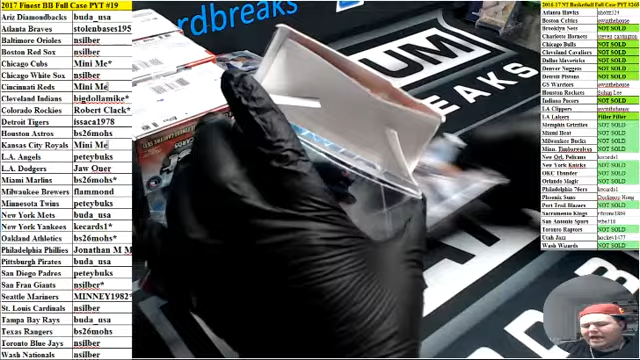 2017 Finest BB Full Case PYT #19
Ariz Diamondbacks buda_usa
Atlanta Braves stolenbases195
Baltimore Orioles nsilber
Boston Red Sox nsilber
Chicago Cubs Mini Me*
Chicago White Sox nsilber
Cincinnati Reds Mini Me
Cleveland Indians bigdollamike*
Colorado Rockies Robert Clack*
Detroit Tigers issaca1978
Houston Astros bs26mohs*
Kansas City Royals Mini Me
L.A. Angels peteybuks
L.A. Dodgers Jaw Quer
Miami Marlins bs26mohs*
Milwaukee Brewers flammond
Minnesota Twins peteybuks
New York Mets buda_usa
New York Yankees kecards1*
Oakland Athletics bs26mohs*
Philadelphia Phillies Jonathan M M
Pittsburgh Pirates buda_usa
San Diego Padres peteybuks
San Fran Giants nsilber*
Seattle Mariners MINNEY1982*
St. Louis Cardinals nsilber
Tampa Bay Rays buda_usa
Texas Rangers bs26mohs
Toronto Blue Jays nsilber
Wash Nationals nsilber
rdbreaks
UM
EAKS
Atlanta Hawks
Boston Celtics
Brooklyn Nets NOT SOLD
Charlotte Hornets
Chicago Bulls NOT SOLD
Cleveland Cavaliers NOT SOLD
Dallas Mavericks NOT SOLD
Denver Nuggets NOT SOLD
Detroit Pistons NOT SOLD
GS Warriors
Houston Rockets
Indiana Pacers NOT SOLD
LA Clippers
LA Lakers Filler Filler
Memphis Grizzlies NOT SOLD
Miami Heat NOT SOLD
Milwaukee Bucks NOT SOLD
Minn. Timberwolves NOT SOLD
New Orl. Pelicans kecards1
New York Knicks NOT SOLD
OKC Thunder NOT SOLD
Orlando Magic NOT SOLD
Philadelphia 76ers kecards1
Phoenix Suns
Port Trail Blazers NOT SOLD
Sacramento Kings
San Antonio Spurs
Toronto Raptors NOT SOLD
Utah Jazz
Wash Wizards NOT SOLD